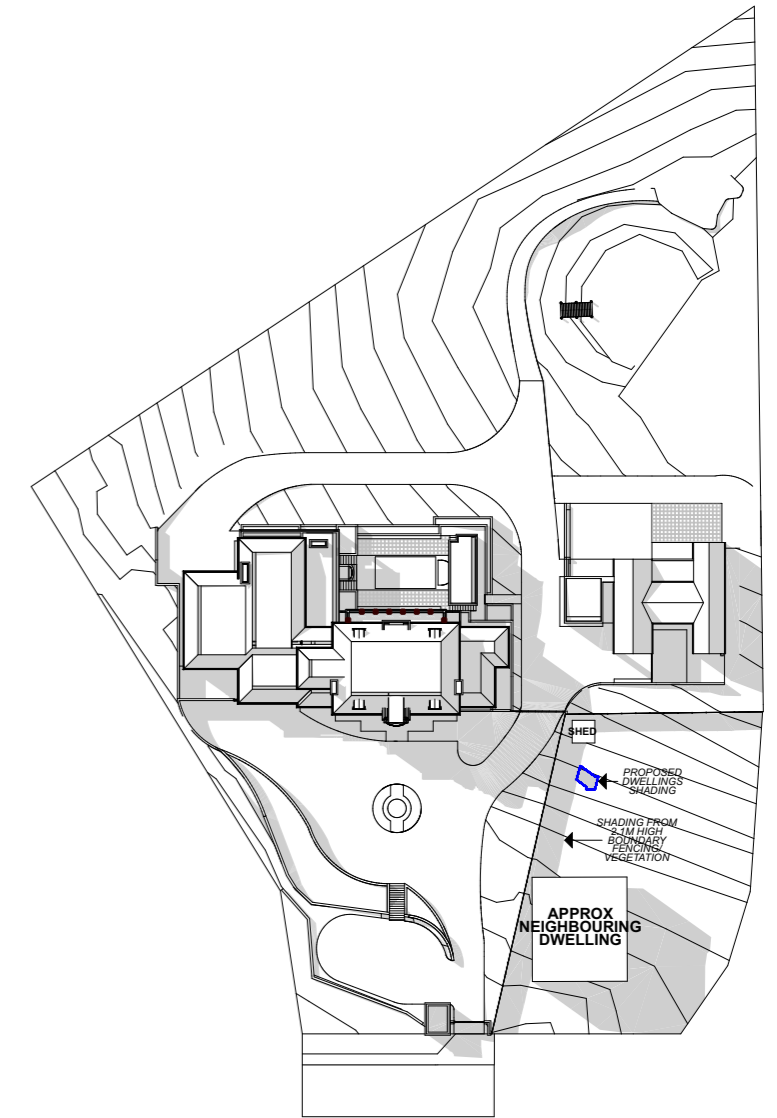 SHED
PROPOSED
DWELLINGS
SHADING
SHADING FROM
2.1M HIGH
BOUNDARY
FENCING/
VEGETATION
APPROX
NEIGHBOURING
DWELLING